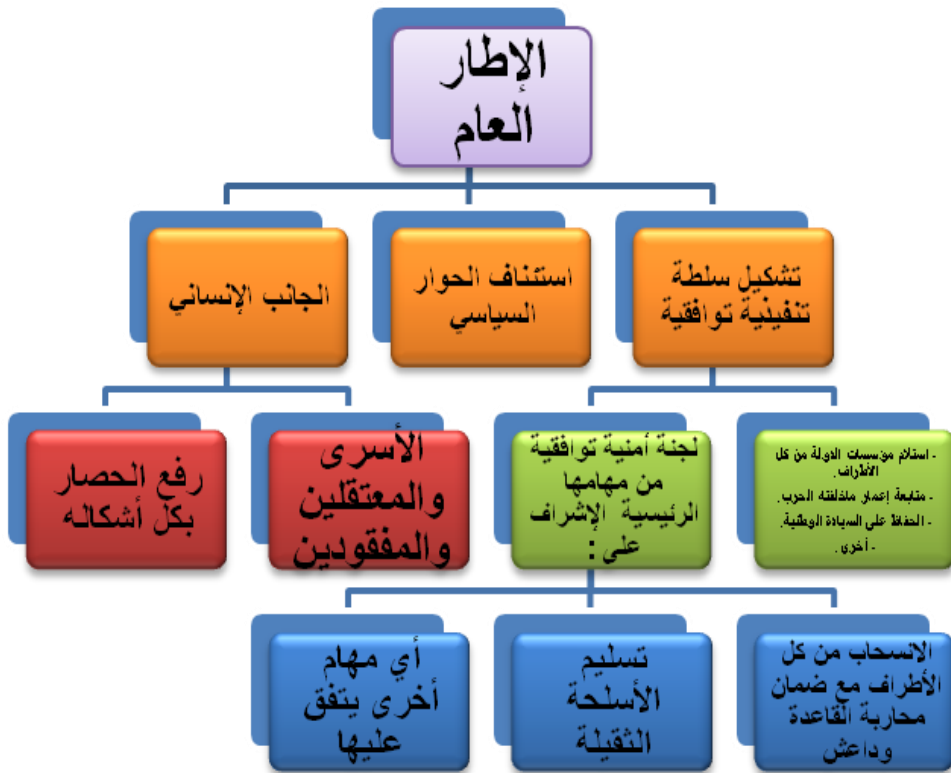 الإطار
العام
تشكيل سلطة
تنفيذية توافقية
استئناف الحوار
السياسي
الجانب الإنساني
- استلام مؤسسات الدولة من كل
الأطراف.
- متابعة إعمار ماخلفته الحرب.
- الحفاظ على السيادة الوطنية.
- أخرى .
لجنة أمنية توافقية
من مهامها
الرئيسية الإشراف
على :
الأسرى
والمعتقلين
والمفقودين
رفع الحصار
بكل أشكاله
الانسحاب من كل
الأطراف مع ضمان
محاربة القاعدة
وداعش
تسليم
الأسلحة
الثقيلة
أي مهام
أخرى يتفق
عليها